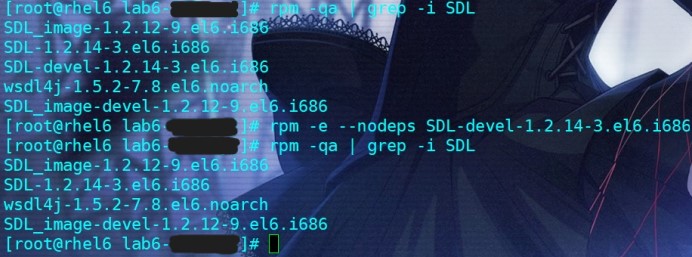 [root@rhel6 lab6- ]# rpm -qa | grep -i SDL
SDL_image-1.2.12-9.el6.i686
SDL-1.2.14-3.el6.i686
SDL-devel-1.2.14-3.el6.i686
wsdl4j-1.5.2-7.8.el6.noarch
SDL_image-devel-1.2.12-9.el6.i686
[root@rhel6 lab6- ]# rpm -e --nodeps SDL-devel-1.2.14-3.el6.i686
[root@rhel6 lab6- ]# rpm -qa | grep -i SDL
SDL_image-1.2.12-9.el6.i686
SDL-1.2.14-3.el6.i686
wsdl4j-1.5.2-7.8.el6.noarch
SDL_image-devel-1.2.12-9.el6.i686
[root@rhel6 lab6- ]#